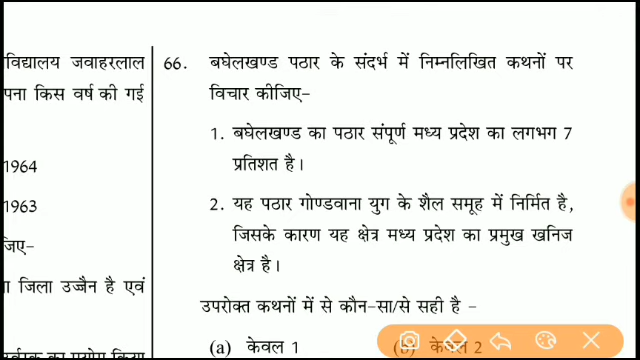 विद्यालय जवाहरलाल
पना किस वर्ष की गई
1964
1963
जिए–
ा जिला उज्जैन है एवं
66. बघेलखण्ड पठार के संदर्भ में निम्नलिखित कथनों पर
विचार कीजिए–
1. बघेलखण्ड का पठार संपूर्ण मध्य प्रदेश का लगभग 7
प्रतिशत है।
2. यह पठार गोण्डवाना युग के शैल समूह में निर्मित है,
जिसके कारण यह क्षेत्र मध्य प्रदेश का प्रमुख खनिज
क्षेत्र है।
उपरोक्त कथनों में से कौन-सा/से सही है –
(a) केवल 1 (b) केवल 2